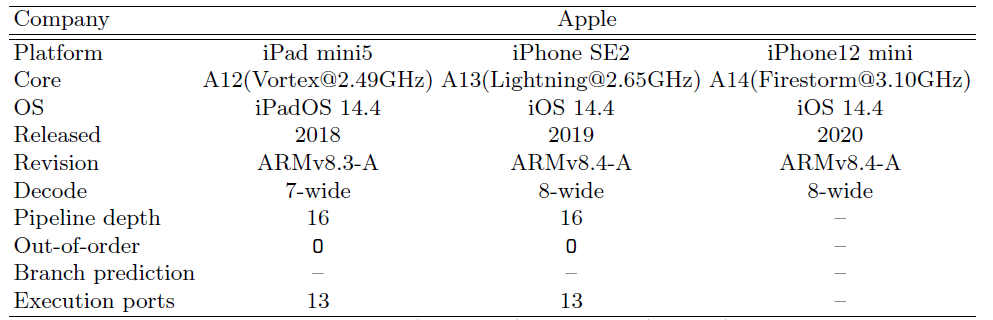 Company Apple
Platform iPad mini5 iPhone SE2 iPhone12 mini
Core A12(Vortex@2.49GHz) A13(Lightning@2.65GHz) A14(Firestorm@3.10GHz)
OS iPadOS 14.4 iOS 14.4 iOS 14.4
Released 2018 2019 2020
Revision ARMv8.3-A ARMv8.4-A ARMv8.4-A
Decode 7-wide 8-wide 8-wide
Pipeline depth 16 16 –
Out-of-order O O –
Branch prediction – – –
Execution ports 13 13 –